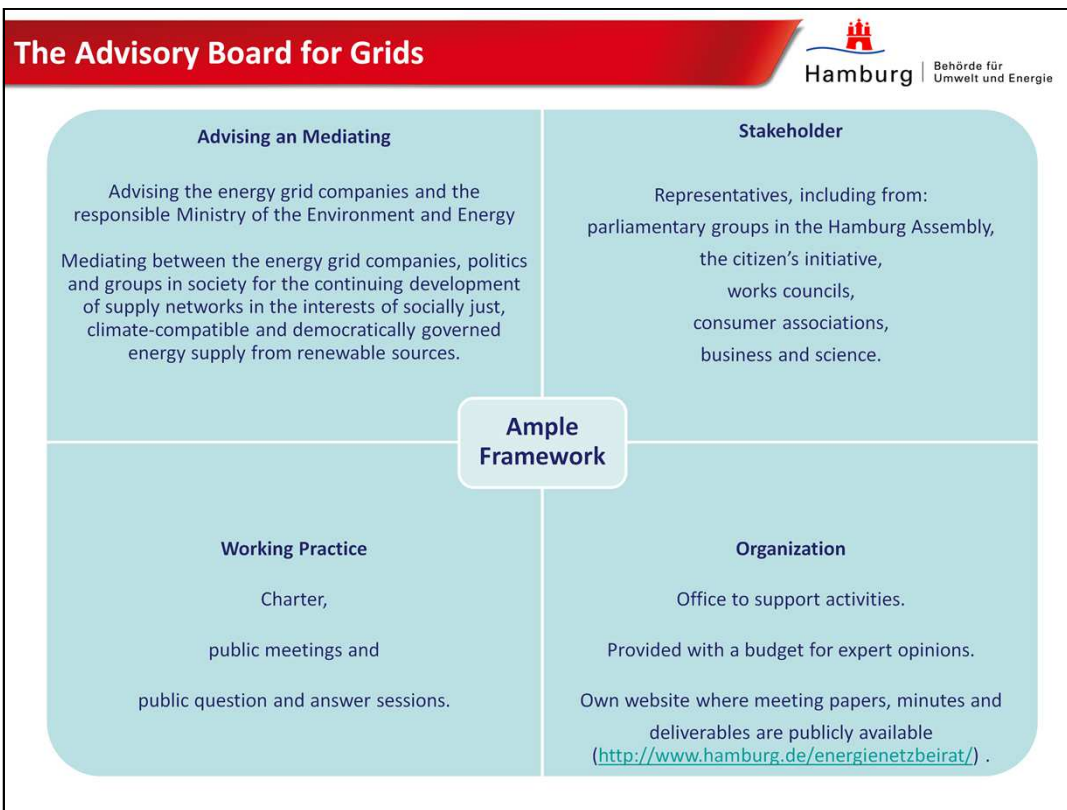 The Advisory Board for Grids
Hamburg
Behörde für
Umwelt und Energie
Advising an Mediating
Advising the energy grid companies and the
responsible Ministry of the Environment and Energy
Mediating between the energy grid companies, politics
and groups in society for the continuing development
of supply networks in the interests of socially just,
climate-compatible and democratically governed
energy supply from renewable sources.
Stakeholder
Representatives, including from:
parliamentary groups in the Hamburg Assembly,
the citizen’s initiative,
works councils,
consumer associations,
business and science.
Ample
Framework
Working Practice
Charter,
public meetings and
public question and answer sessions.
Organization
Office to support activities.
Provided with a budget for expert opinions.
Own website where meeting papers, minutes and
deliverables are publicly available
(http://www.hamburg.de/energienetzbeirat/) .